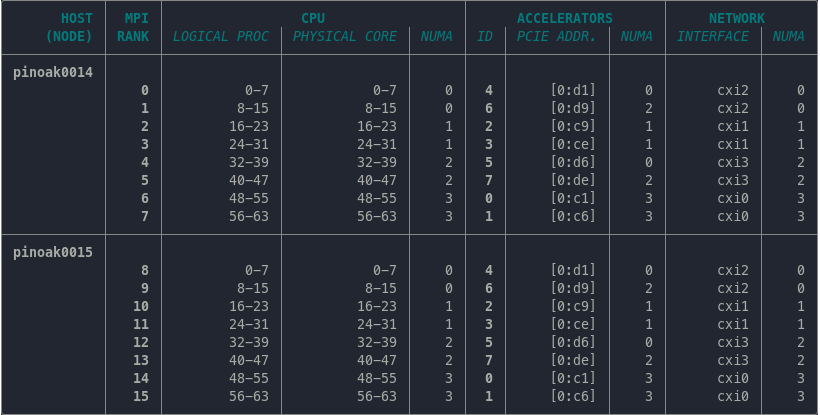 HOST MPI CPU ACCELERATORS NETWORK
(NODE) RANK LOGICAL PROC PHYSICAL CORE NUMA ID PCIE ADDR. NUMA INTERFACE NUMA
pinoak0014
0 0-7 0-7 0 4 [0:d1] 0 cxi2 0
1 8-15 8-15 0 6 [0:d9] 2 cxi2 0
2 16-23 16-23 1 2 [0:c9] 1 cxi1 1
3 24-31 24-31 1 3 [0:ce] 1 cxi1 1
4 32-39 32-39 2 5 [0:d6] 0 cxi3 2
5 40-47 40-47 2 7 [0:de] 2 cxi3 2
6 48-55 48-55 3 0 [0:c1] 3 cxi0 3
7 56-63 56-63 3 1 [0:c6] 3 cxi0 3
pinoak0015
8 0-7 0-7 0 4 [0:d1] 0 cxi2 0
9 8-15 8-15 0 6 [0:d9] 2 cxi2 0
10 16-23 16-23 1 2 [0:c9] 1 cxi1 1
11 24-31 24-31 1 3 [0:ce] 1 cxi1 1
12 32-39 32-39 2 5 [0:d6] 0 cxi3 2
13 40-47 40-47 2 7 [0:de] 2 cxi3 2
14 48-55 48-55 3 0 [0:c1] 3 cxi0 3
15 56-63 56-63 3 1 [0:c6] 3 cxi0 3